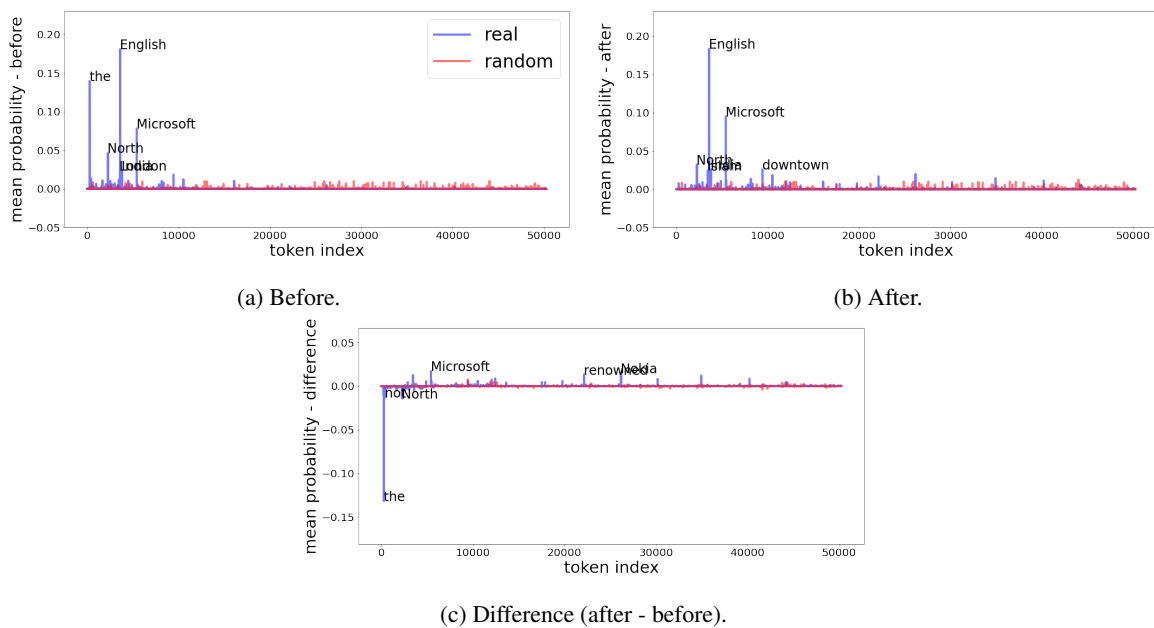 mean probability - before
0.20
0.15
0.10
0.05
0.00
−0.05
English
the
Microsoft
North
London
real
random
0 10000 20000 30000 40000 50000
token index
(a) Before.
mean probability - after
0.20
0.15
0.10
0.05
0.00
−0.05
English
Microsoft
North
downtown
0 10000 20000 30000 40000 50000
token index
(b) After.
mean probability - difference
0.05
0.00
−0.05
−0.10
−0.15
Microsoft
renowned
Nokia
not
North
the
0 10000 20000 30000 40000 50000
token index
(c) Difference (after - before).